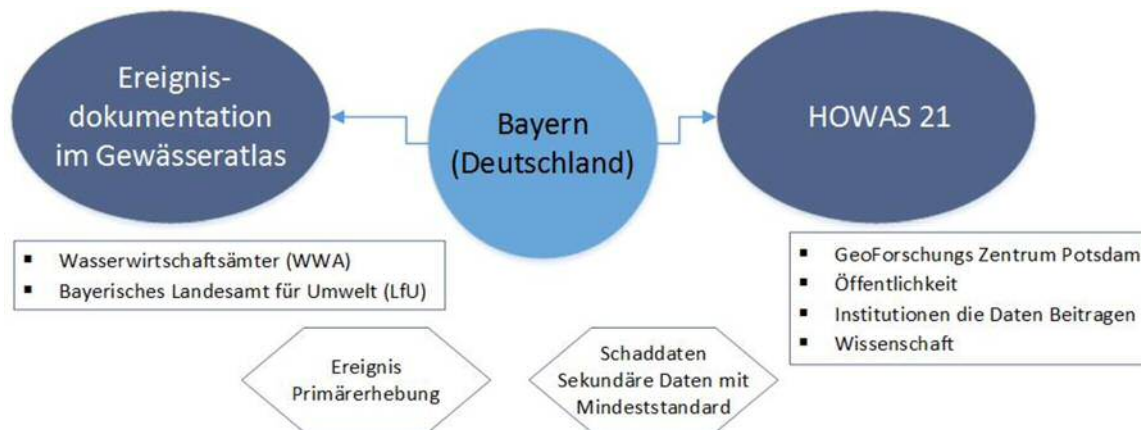 Ereignis-
dokumentation
im Gewässeratlas
Bayern
(Deutschland)
HOWAS 21
▪ Wasserwirtschaftsämter (WWA)
▪ Bayerisches Landesamt für Umwelt (LfU)
▪ GeoForschungs Zentrum Potsdam
▪ Öffentlichkeit
▪ Institutionen die Daten Beitragen
▪ Wissenschaft
Ereignis
Primärerhebung
Schaddaten
Sekundäre Daten mit
Mindeststandard